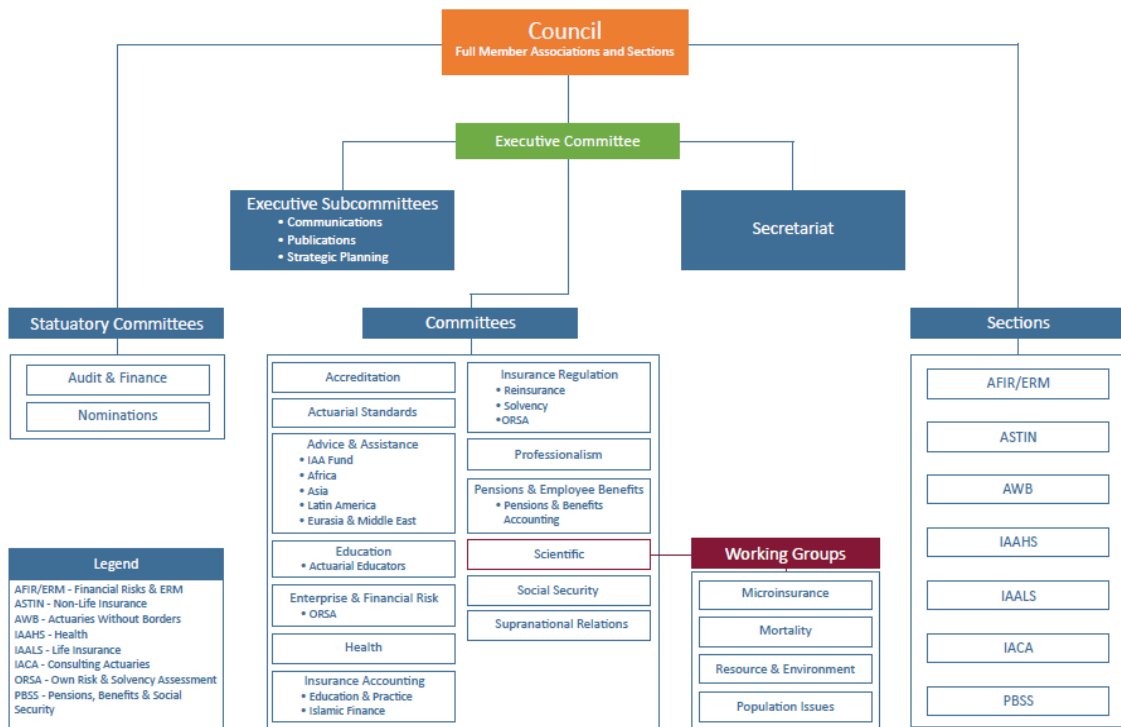 Council
Full Member Associations and Sections
Executive Committee
Executive Subcommittees
• Communications
• Publications
• Strategic Planning
Secretariat
Statuatory Committees
Audit & Finance
Nominations
Committees
Accreditation
Actuarial Standards
Advice & Assistance
• IAA Fund
• Africa
• Asia
• Latin America
• Eurasia & Middle East
Education
• Actuarial Educators
Enterprise & Financial Risk
• ORSA
Health
Insurance Accounting
• Education & Practice
• Islamic Finance
Insurance Regulation
• Reinsurance
• Solvency
•ORSA
Professionalism
Pensions & Employee Benefits
• Pensions & Benefits
Accounting
Scientific
Social Security
Supranational Relations
Working Groups
Microinsurance
Mortality
Resource & Environment
Population Issues
Sections
AFIR/ERM
ASTIN
AWB
IAAHS
IAALS
IACA
PBSS
Legend
AFIR/ERM - Financial Risks & ERM
ASTIN - Non-Life Insurance
AWB - Actuaries Without Borders
IAAHS - Health
IAALS - Life Insurance
IACA - Consulting Actuaries
ORSA - Own Risk & Solvency Assessment
PBSS - Pensions, Benefits & Social
Security